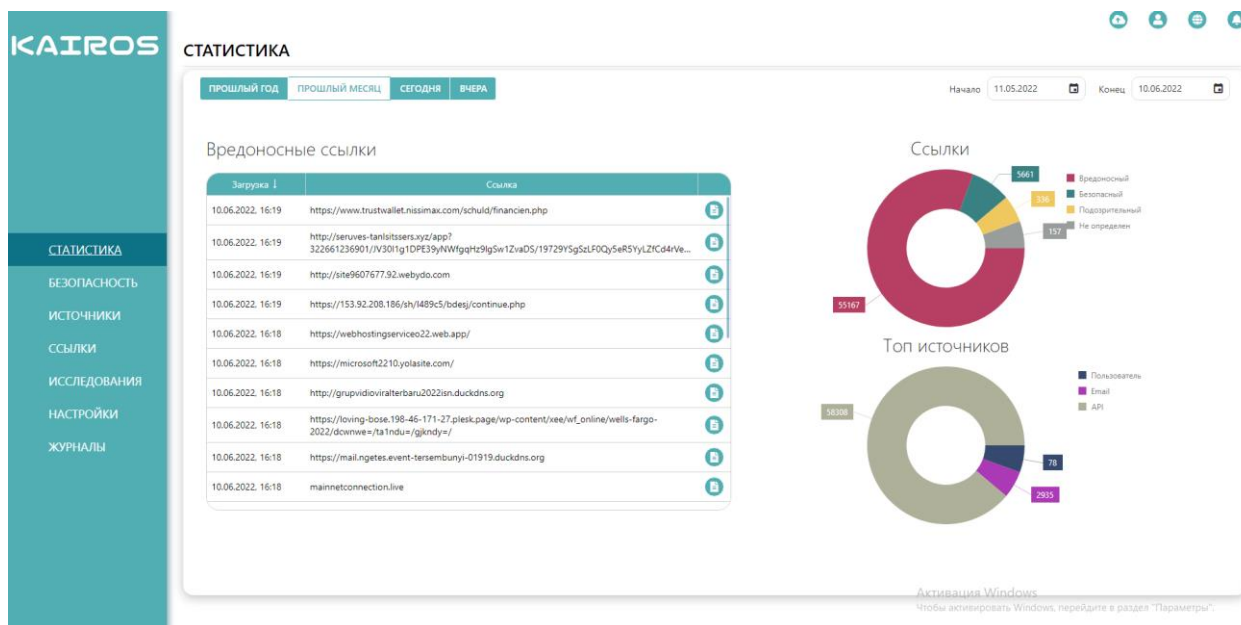 KAIROS
СТАТИСТИКА
ПРОШЛЫЙ ГОД ПРОШЛЫЙ МЕСЯЦ СЕГОДНЯ ВЧЕРА
Начало 11.05.2022 Конец 10.06.2022
СТАТИСТИКА
БЕЗОПАСНОСТЬ
ИСТОЧНИКИ
ССЫЛКИ
ИССЛЕДОВАНИЯ
НАСТРОЙКИ
ЖУРНАЛЫ
Вредоносные ссылки
Загрузка ↓ Ссылка
10.06.2022, 16:19 https://www.trustwallet.nissimax.com/schuld/financien.php
10.06.2022, 16:19 http://seruves-tanlsitssers.xyz/app?
322661236901/JV30l1g1DPE39yNWfgqHz9lgSw1ZvaDS/19729YSgSzLF0Qy5eR5YyLZfCd4rVe...
10.06.2022, 16:19 http://site9607677.92.webydo.com
10.06.2022, 16:19 https://153.92.208.186/sh/l489c5/bdesj/continue.php
10.06.2022, 16:18 https://webhostingserviceo22.web.app/
10.06.2022, 16:18 https://microsoft2210.yolasite.com/
10.06.2022, 16:18 http://grupvidioviralterbaru2022isn.duckdns.org
10.06.2022, 16:18 https://loving-bose.198-46-171-27.plesk.page/wp-content/xee/wf_online/wells-fargo-
2022/dcwnwe=/ta1ndu=/gjkndy=/
10.06.2022, 16:18 https://mail.ngetes.event-tersembunyi-01919.duckdns.org
10.06.2022, 16:18 mainnetconnection.live
Ссылки
5661
336
157
55167
Вредоносный
Безопасный
Подозрительный
Не определен
Топ источников
58308
78
2935
Пользователь
Email
API
Активация Windows
Чтобы активировать Windows, перейдите в раздел "Параметры".